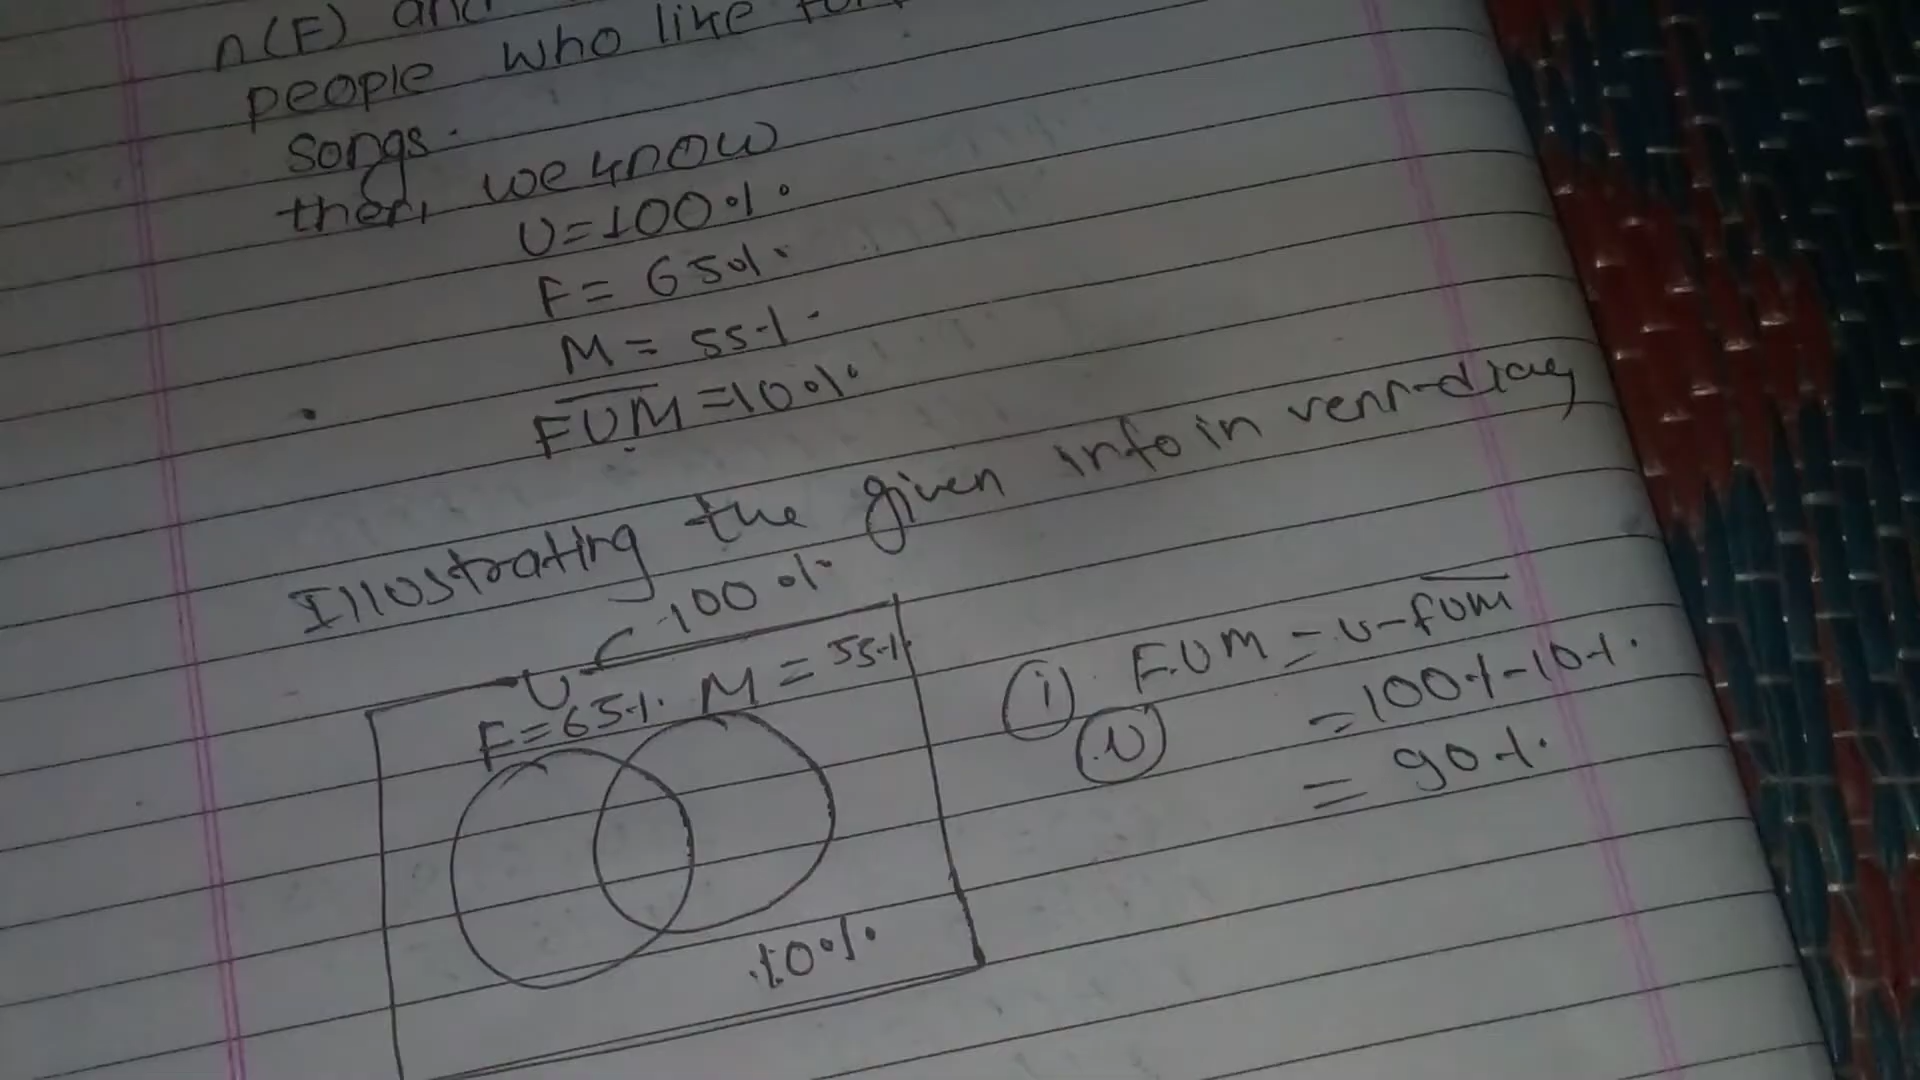 n(F) and
people who like
songs.
then, we know
U=100%
F= 65%
M= 55%
F∪M̅ =10%
Illustrating the given info in venn-diag
100%
U
F=65% M = 55%
10%
(i) F∪M = U-F∪M̅
= 100%-10%
= 90%